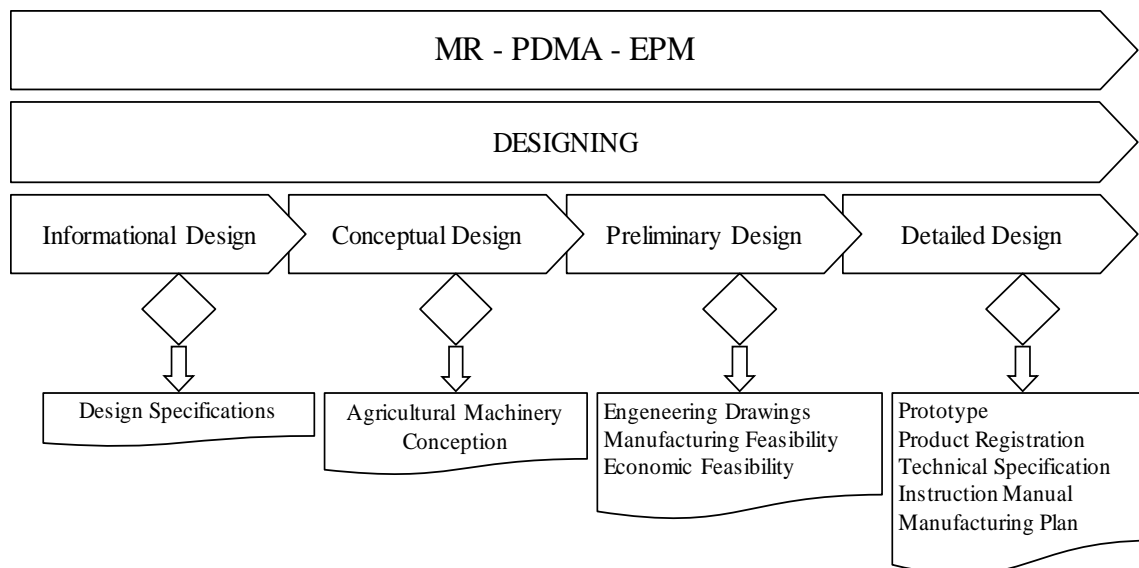 MR - PDMA - EPM
DESIGNING
Informational Design
Conceptual Design
Preliminary Design
Detailed Design
Design Specifications
Agricultural Machinery
Conception
Engeneering Drawings
Manufacturing Feasibility
Economic Feasibility
Prototype
Product Registration
Technical Specification
Instruction Manual
Manufacturing Plan